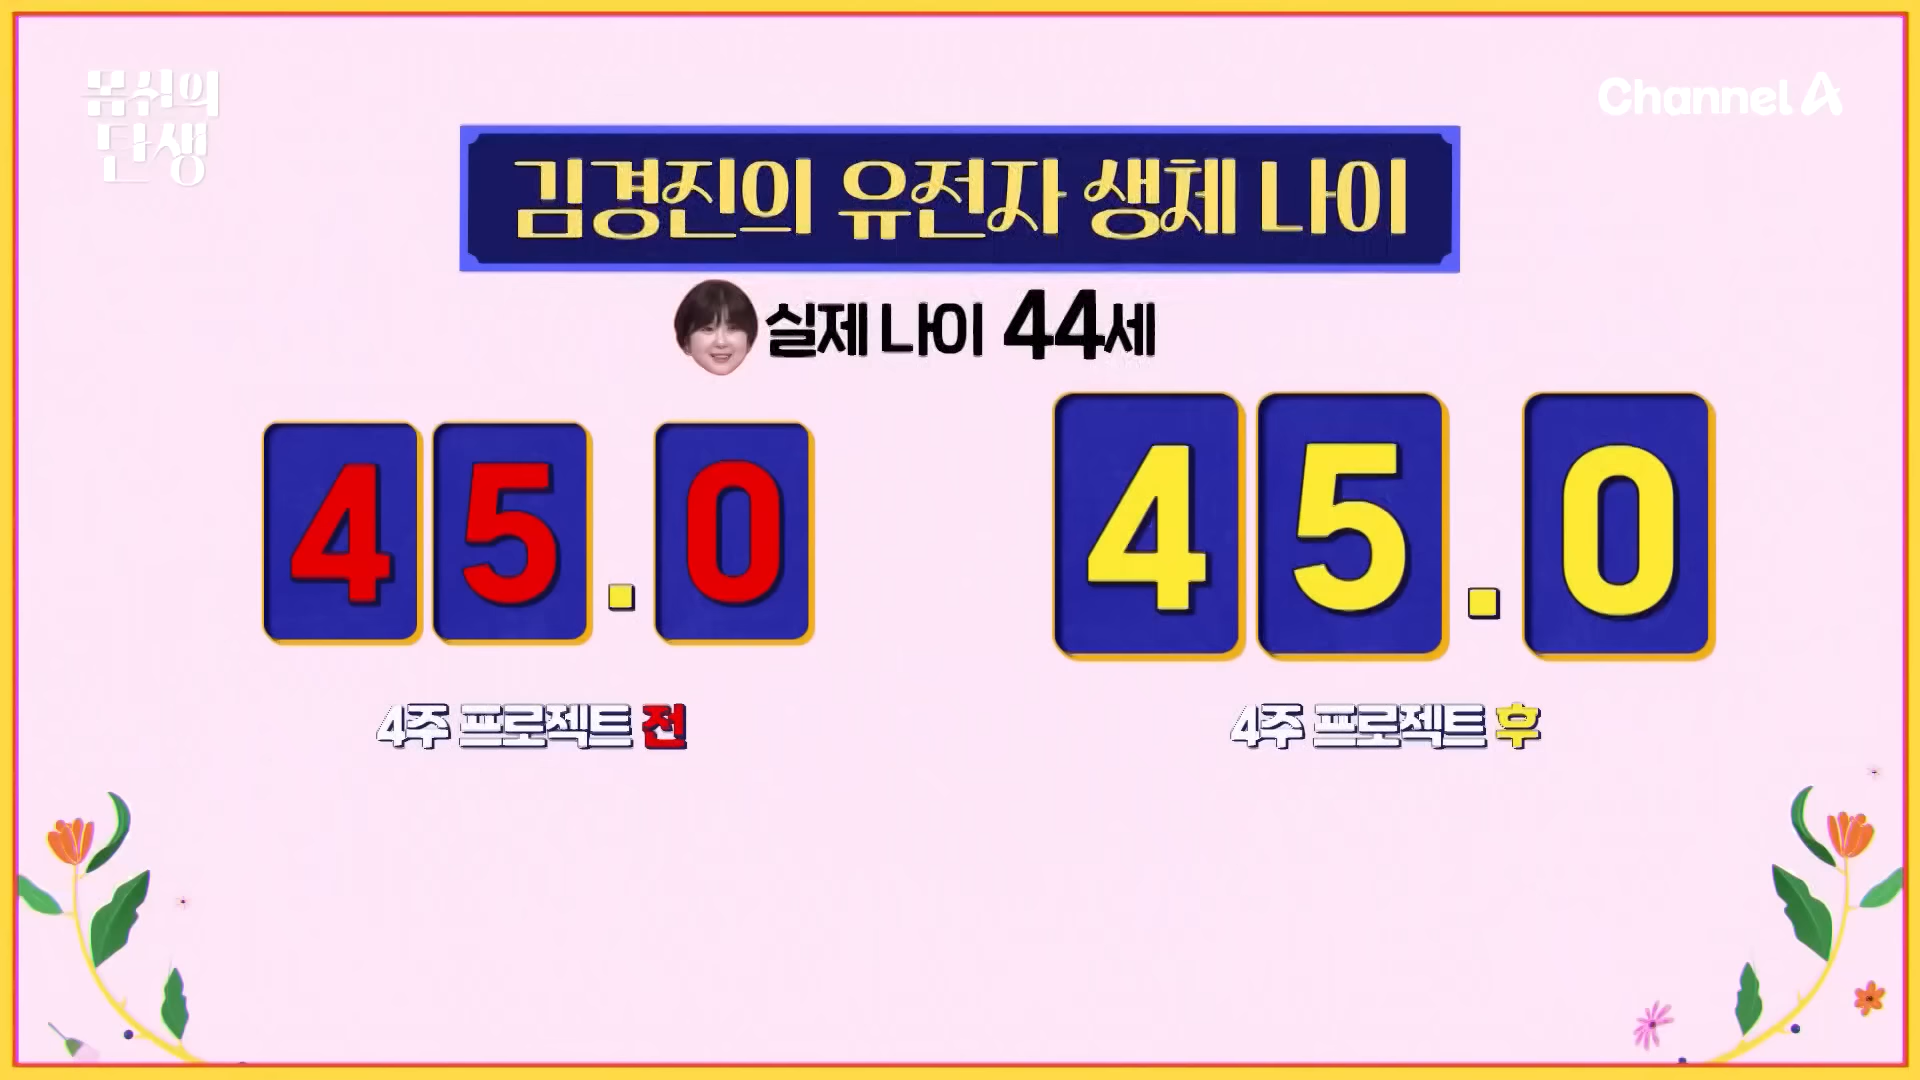 몸신의
탄생
Channel A
김경진의 유전자 생체 나이
실제 나이 44세
45.0
45.0
4주 프로젝트 전
4주 프로젝트 후